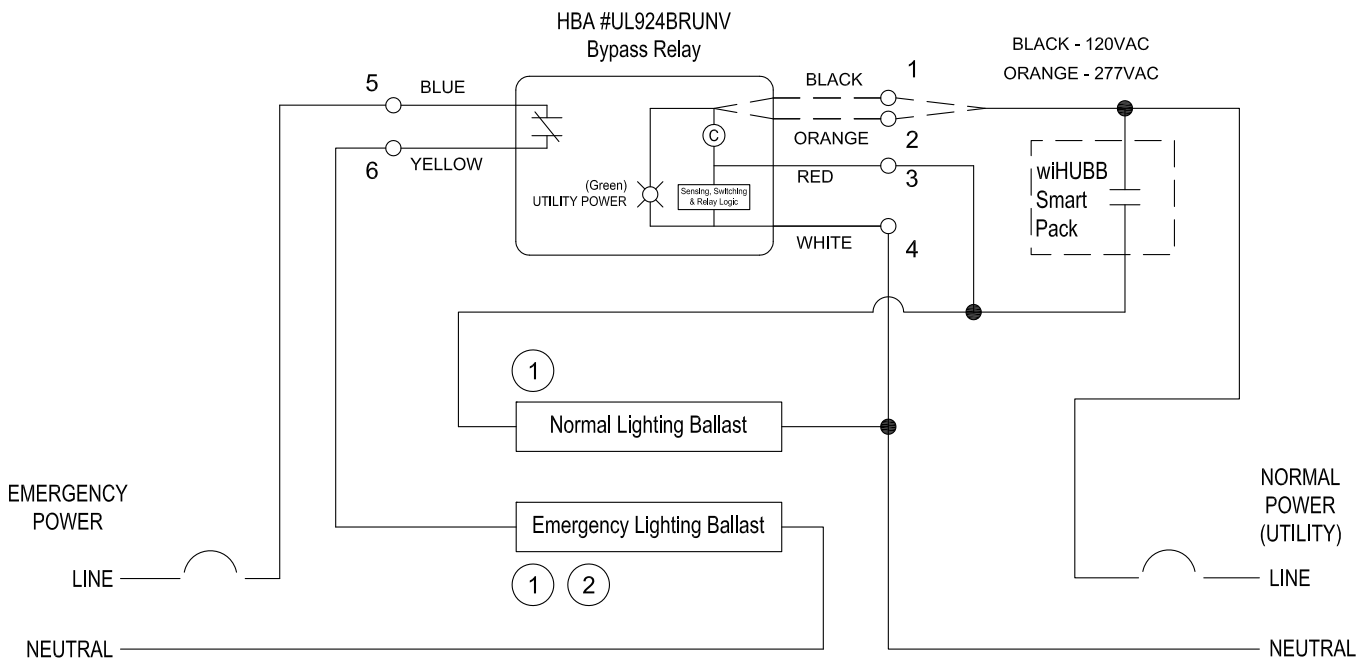 HBA #UL924BRUNV
Bypass Relay
BLACK - 120VAC
ORANGE - 277VAC
5
BLUE
BLACK
1
ORANGE
2
6
YELLOW
C
RED
3
(Green)
UTILITY POWER
Sensing, Switching
& Relay Logic
WHITE
4
wiHUBB
Smart
Pack
1
Normal Lighting Ballast
EMERGENCY
POWER
Emergency Lighting Ballast
NORMAL
POWER
(UTILITY)
LINE
1
2
LINE
NEUTRAL
NEUTRAL